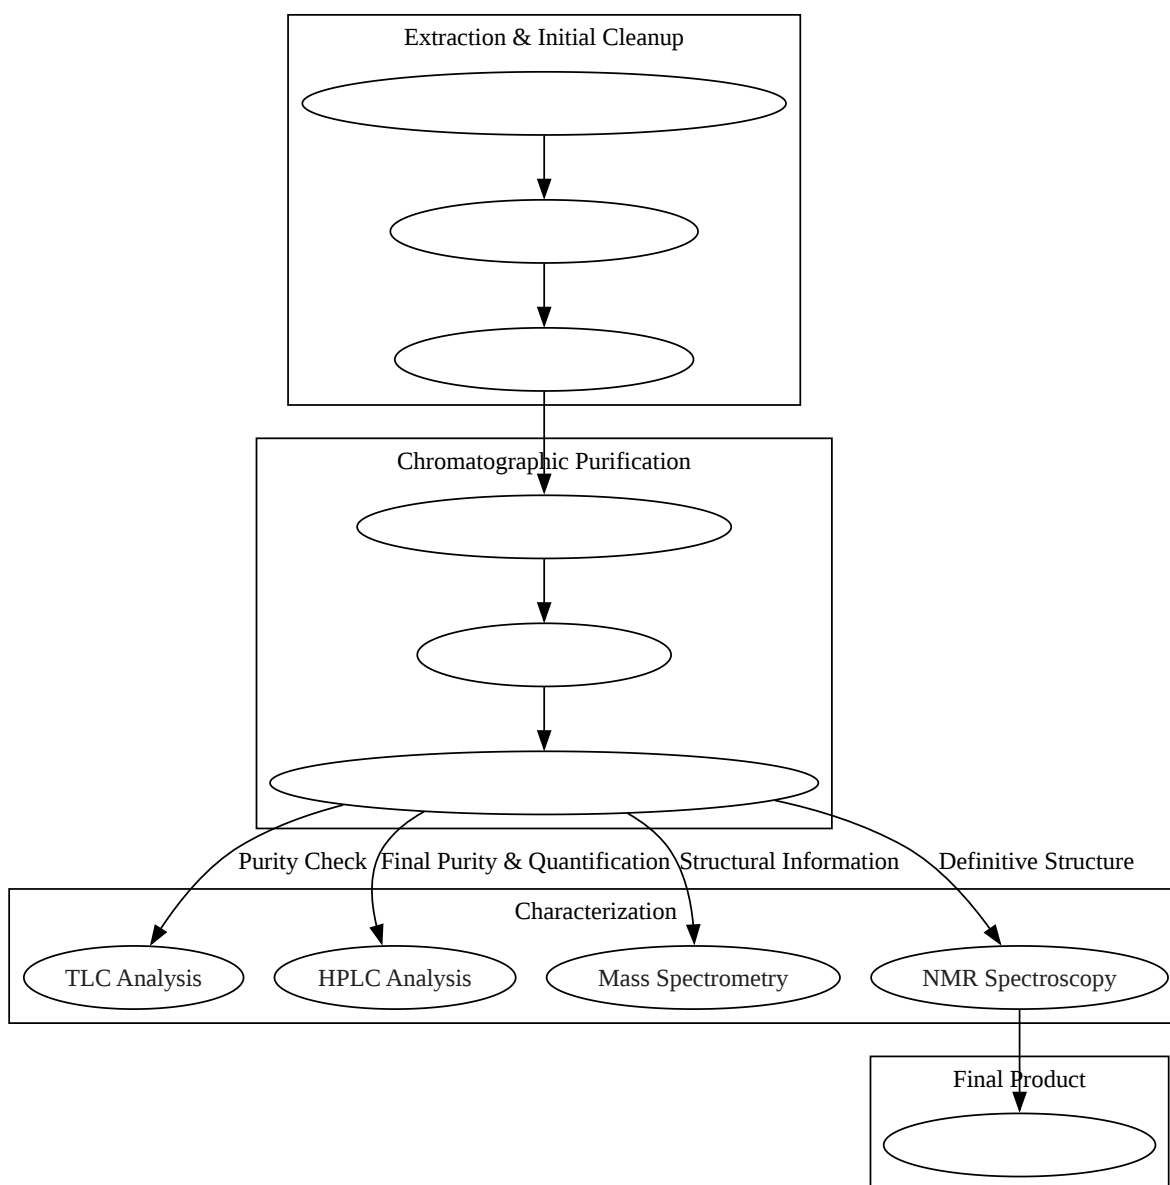 Extraction & Initial Cleanup
Chromatographic Purification
Purity Check
Final Purity & Quantification
Structural Information
Definitive Structure
Characterization
TLC Analysis
HPLC Analysis
Mass Spectrometry
NMR Spectroscopy
Final Product